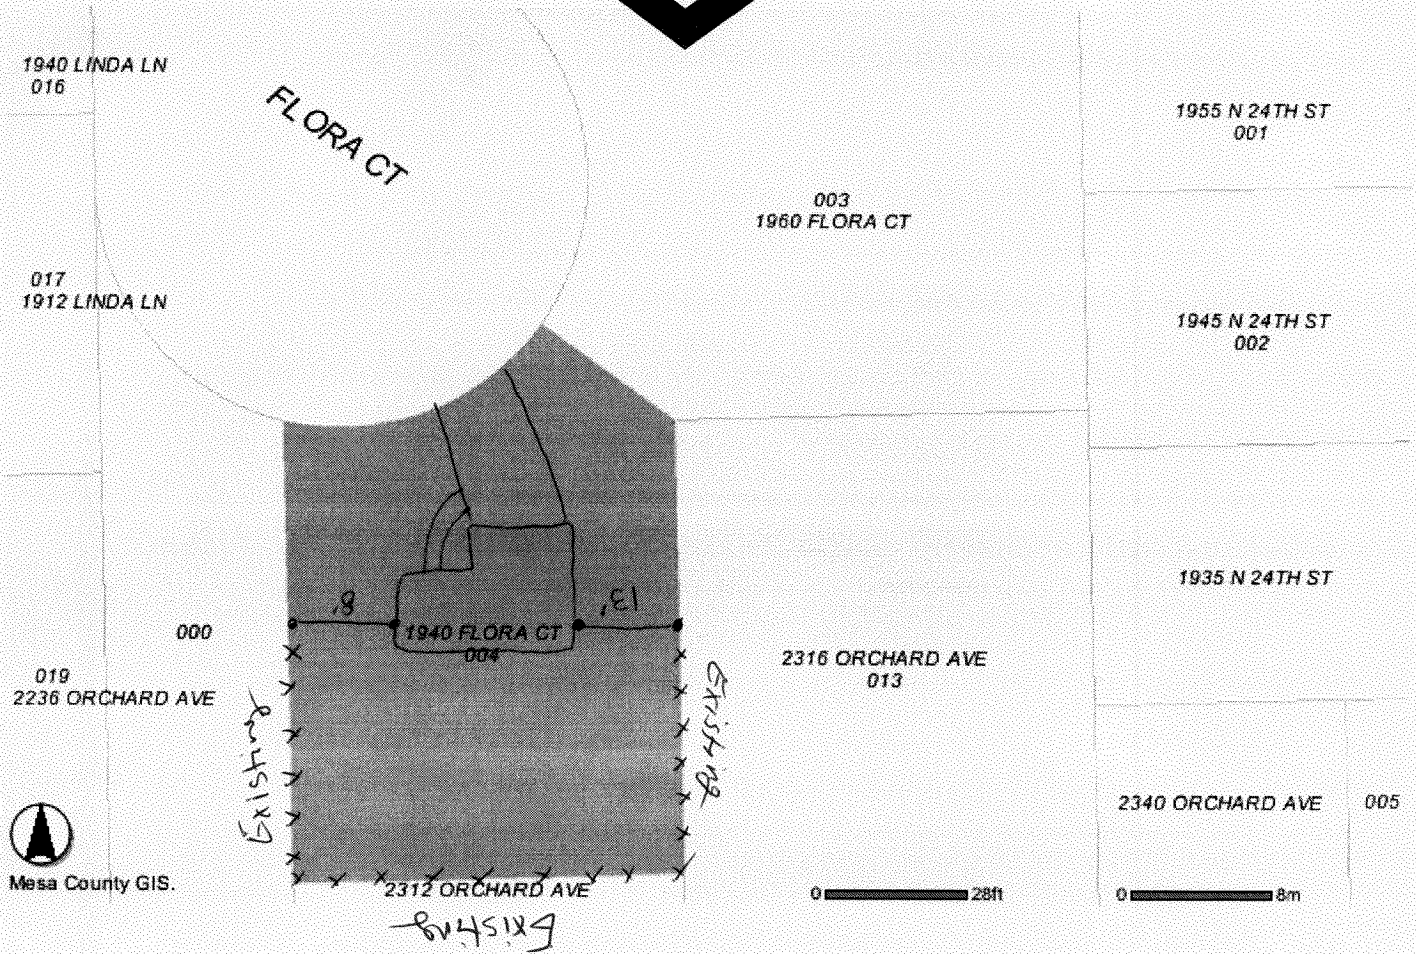 1940 LINDA LN
016
FLORA CT
1955 N 24TH ST
001
003
1960 FLORA CT
017
1912 LINDA LN
1945 N 24TH ST
002
1935 N 24TH ST
8'
13'
1940 FLORA CT
004
000
2316 ORCHARD AVE
013
019
2236 ORCHARD AVE
Existing
Existing
2340 ORCHARD AVE
005
Mesa County GIS.
2312 ORCHARD AVE
0 28ft
0 8m
Existing